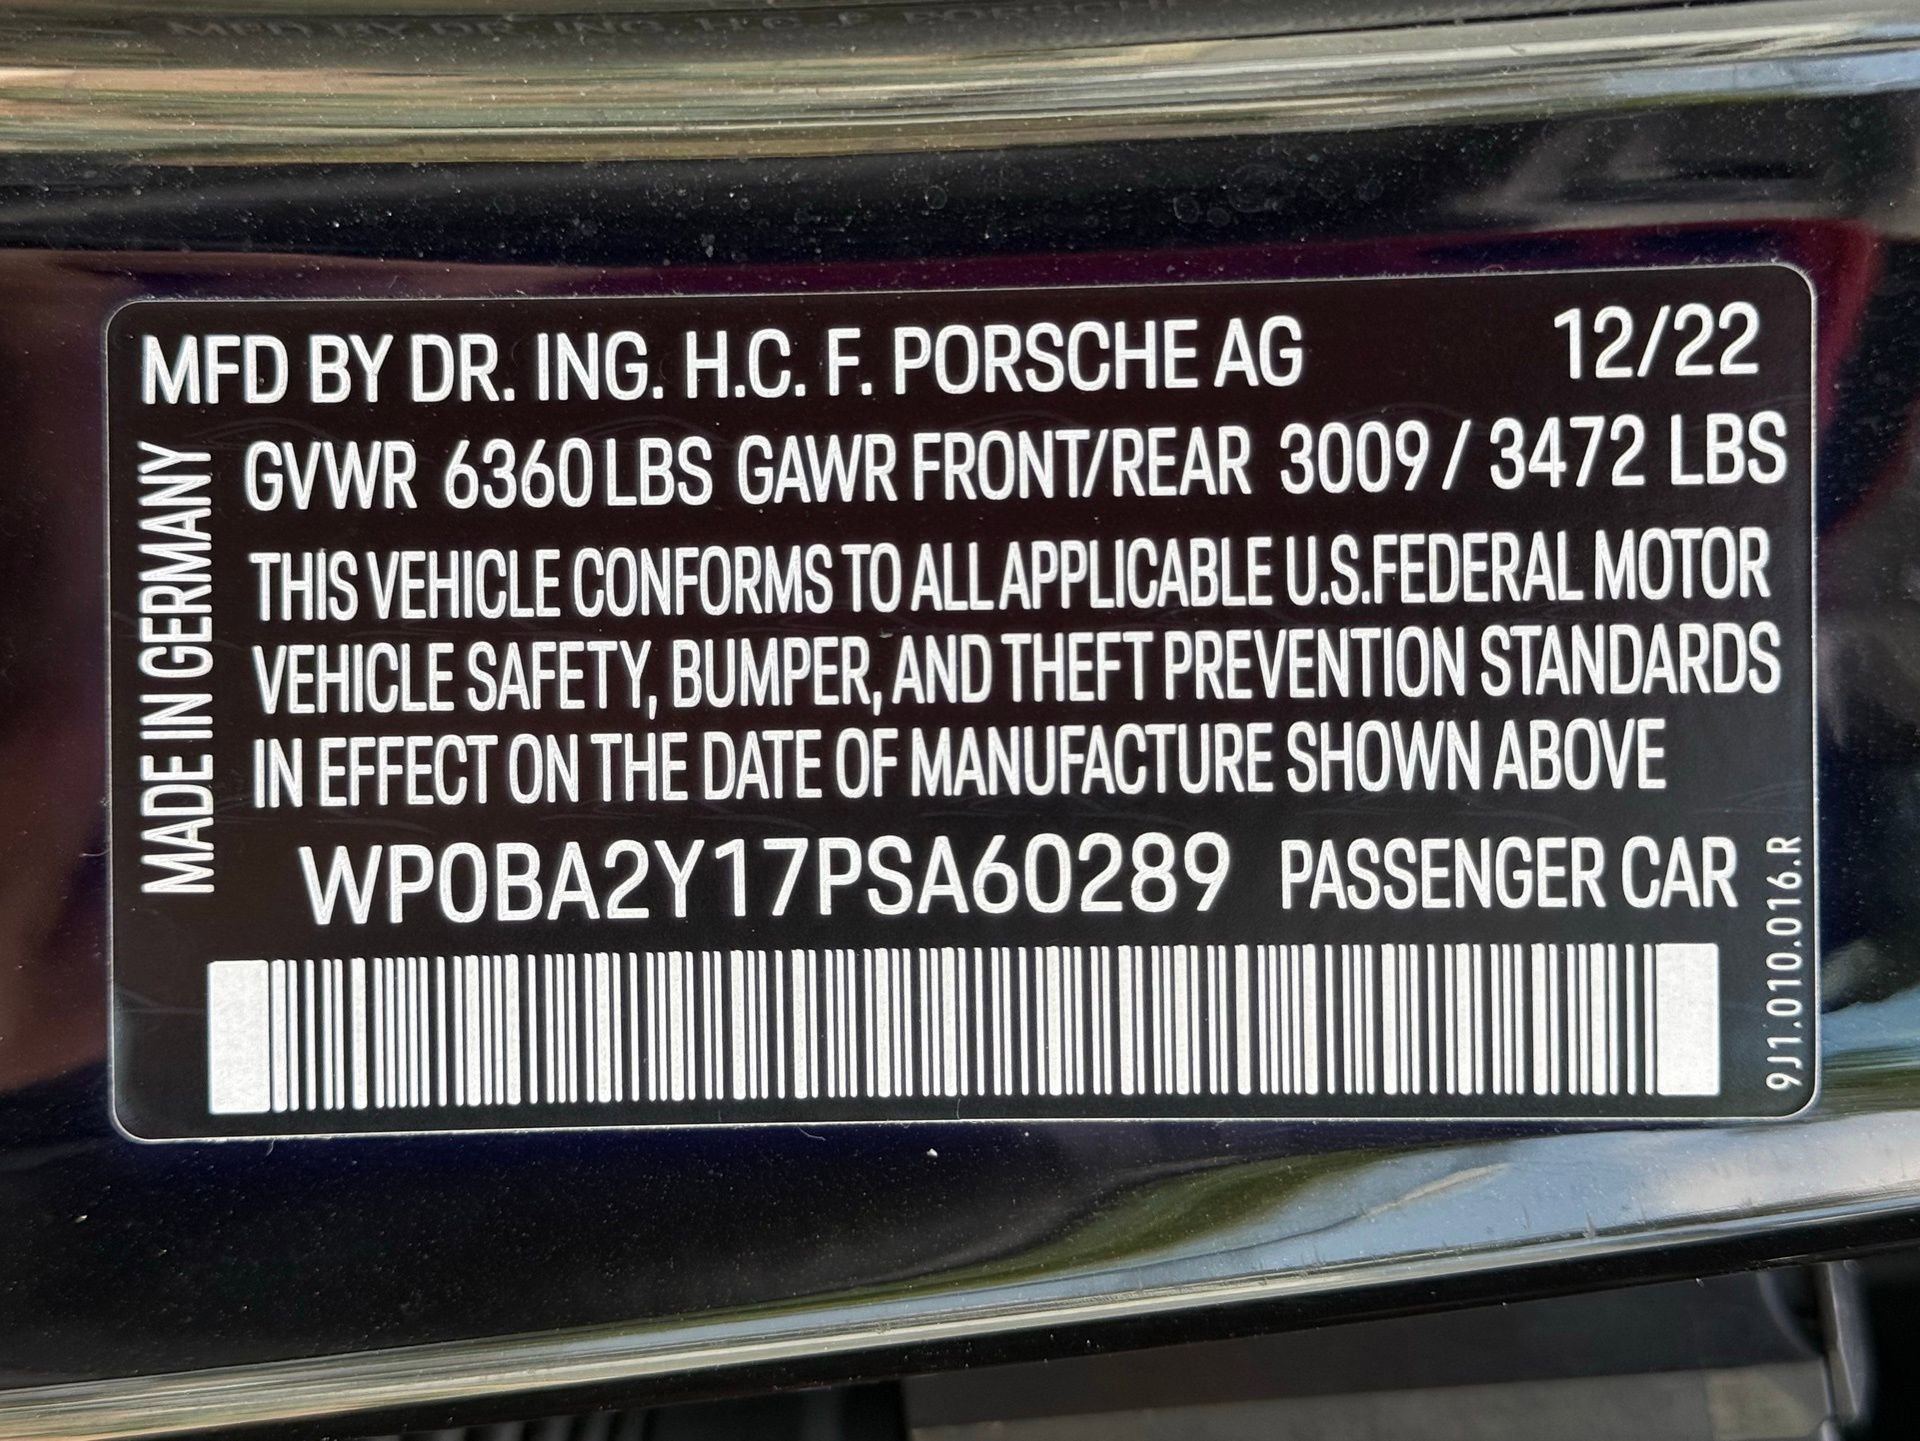 MFD BY DR. ING. H.C. F. PORSCHE AG 12/22
MADE IN GERMANY
GVWR 6360 LBS GAWR FRONT/REAR 3009 / 3472 LBS
THIS VEHICLE CONFORMS TO ALL APPLICABLE U.S.FEDERAL MOTOR
VEHICLE SAFETY, BUMPER, AND THEFT PREVENTION STANDARDS
IN EFFECT ON THE DATE OF MANUFACTURE SHOWN ABOVE
WP0BA2Y17PSA60289 PASSENGER CAR
9J1.010.016.R